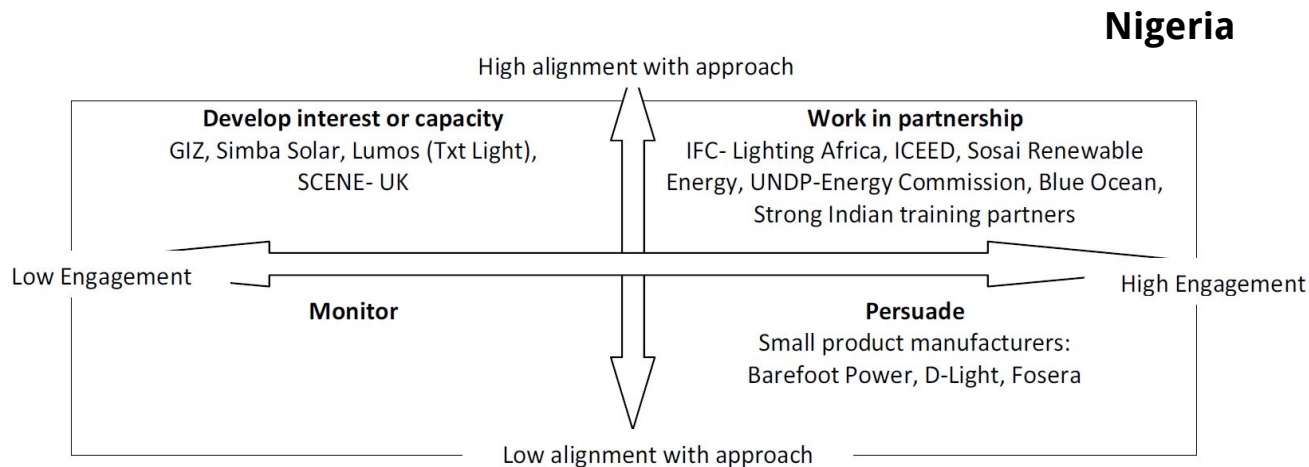 Nigeria
High alignment with approach
Develop interest or capacity
GIZ, Simba Solar, Lumos (Txt Light),
SCENE- UK
Work in partnership
IFC- Lighting Africa, ICEED, Sosai Renewable
Energy, UNDP-Energy Commission, Blue Ocean,
Strong Indian training partners
Low Engagement
High Engagement
Monitor
Persuade
Small product manufacturers:
Barefoot Power, D-Light, Fosera
Low alignment with approach